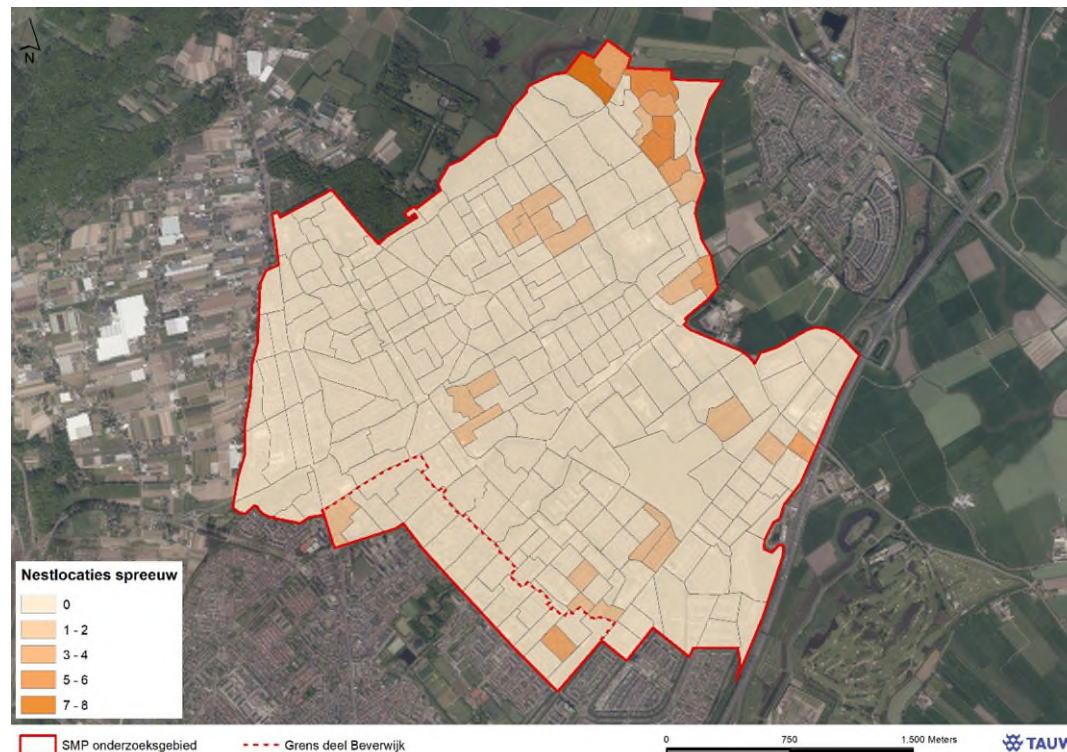 N
Nestlocaties spreeuw
0
1 - 2
3 - 4
5 - 6
7 - 8
SMP onderzoeksgebied
Grens deel Beverwijk
0 750 1,500 Meters
TAUW